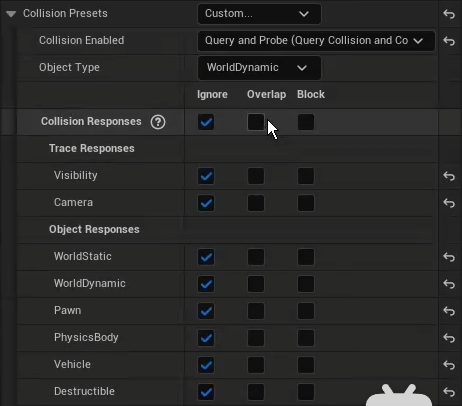 Collision Presets Custom...
Collision Enabled Query and Probe (Query Collision and Co
Object Type WorldDynamic
Ignore Overlap Block
Collision Responses ?
Trace Responses
Visibility
Camera
Object Responses
WorldStatic
WorldDynamic
Pawn
PhysicsBody
Vehicle
Destructible